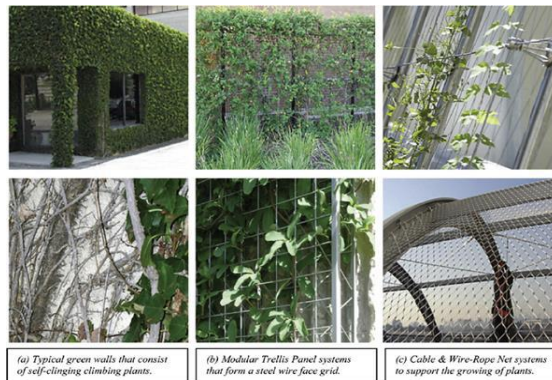 (a) Typical green walls that consist
of self-clinging climbing plants.
(b) Modular Trellis Panel systems
that form a steel wire face grid.
(c) Cable & Wire-Rope Net systems
to support the growing of plants.